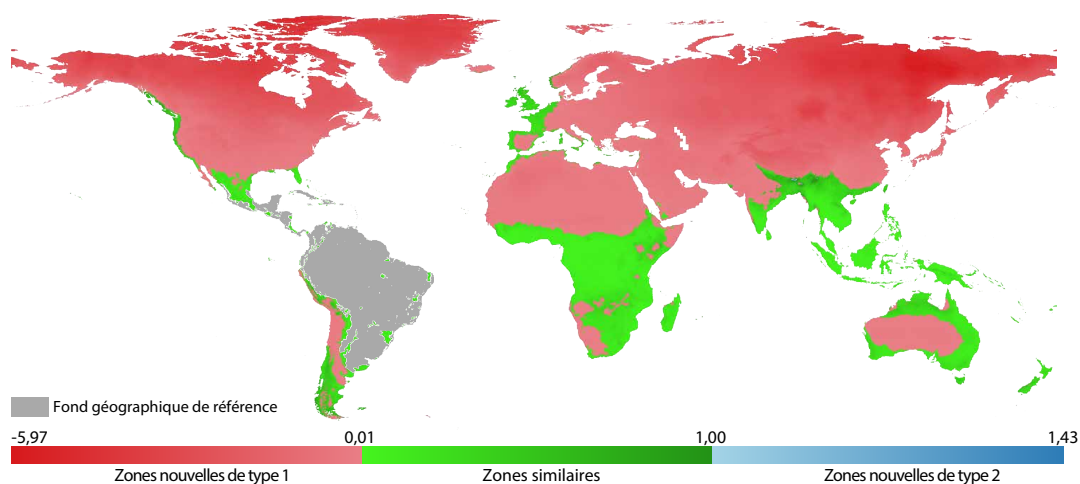 Fond géographique de référence
-5,97 0,01 1,00 1,43
Zones nouvelles de type 1 Zones similaires Zones nouvelles de type 2